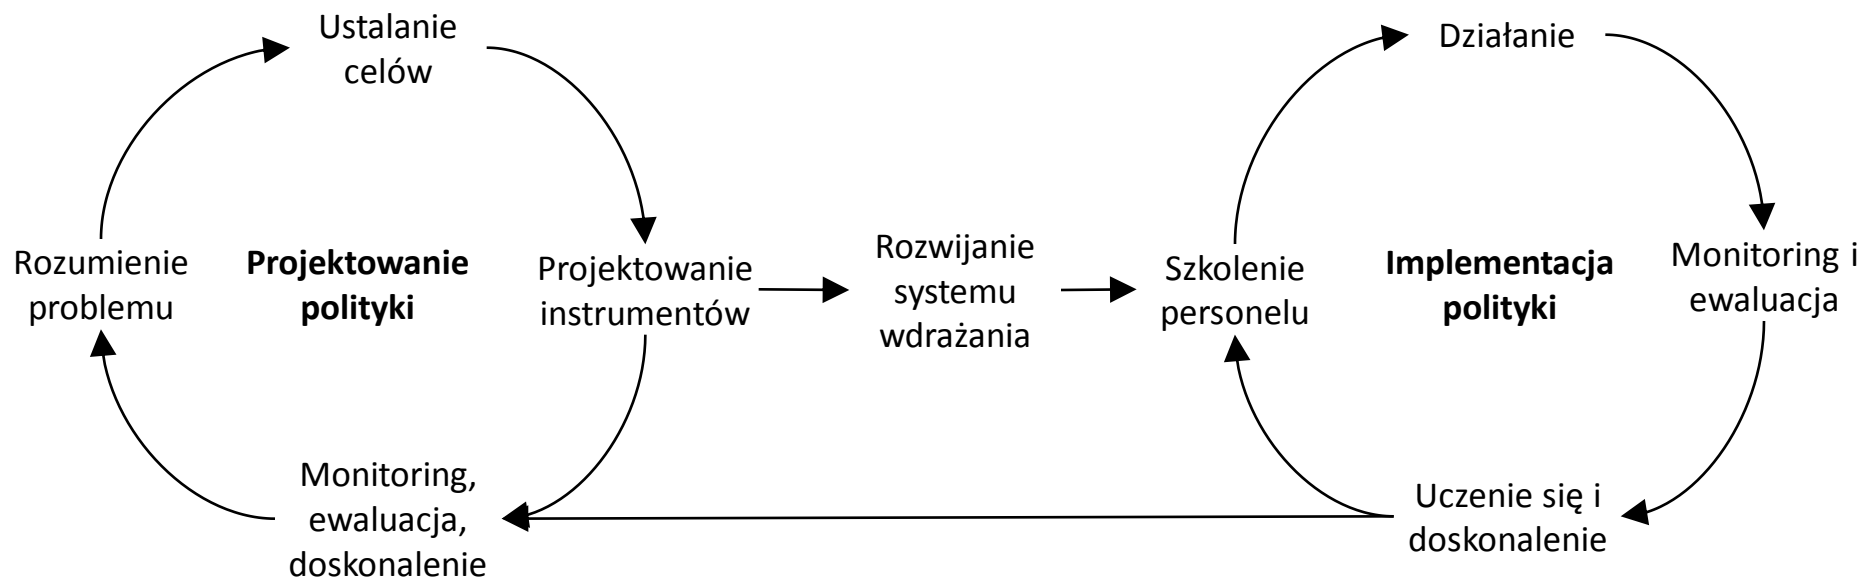 Ustalanie
celów
Rozumienie
problemu
Projektowanie
polityki
Projektowanie
instrumentów
Monitoring,
ewaluacja,
doskonalenie
Rozwijanie
systemu
wdrażania
Szkolenie
personelu
Działanie
Implementacja
polityki
Monitoring i
ewaluacja
Uczenie się i
doskonalenie